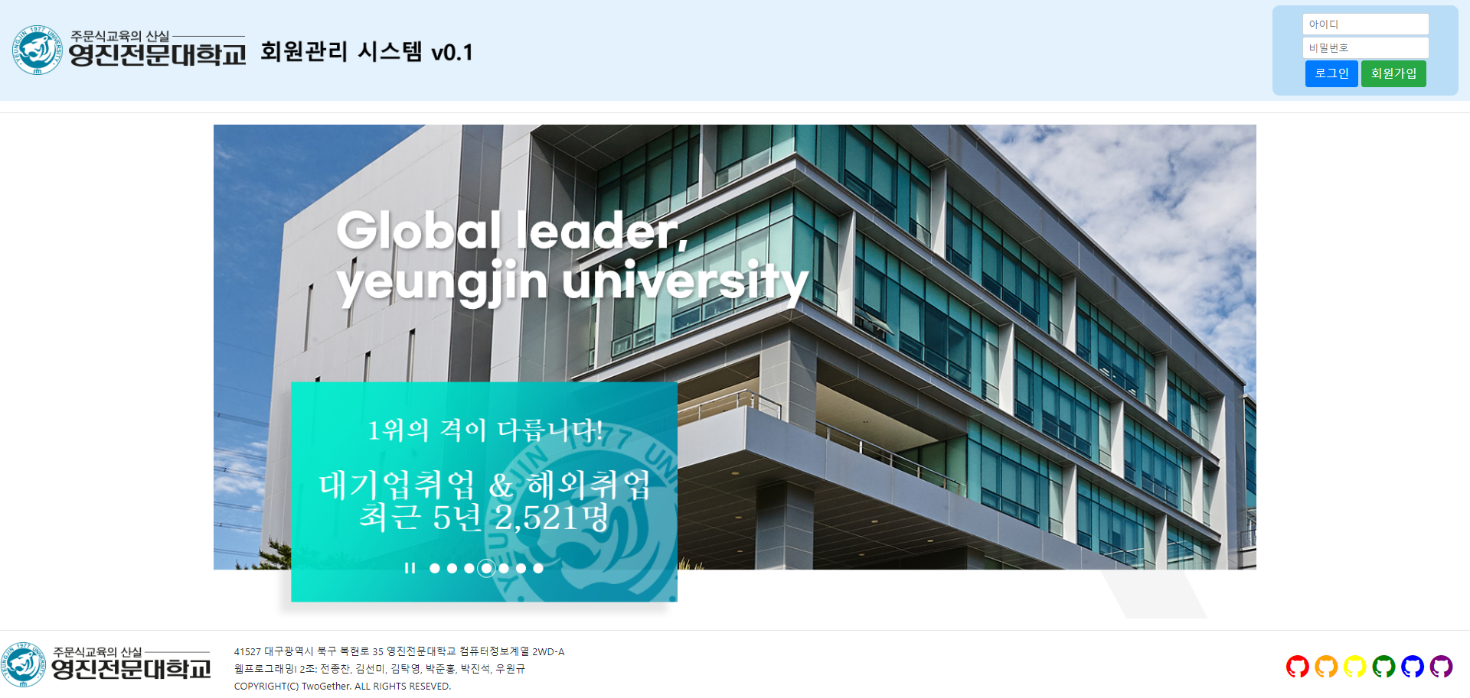 주문식교육의 산실
영진전문대학교
YEUNGJIN 1977 UNIVERSITY
회원관리 시스템 v0.1
아이디
비밀번호
로그인 회원가입
Global leader,
yeungjin university
1위의 격이 다릅니다!
대기업취업 & 해외취업
최근 5년 2,521명
주문식교육의 산실
영진전문대학교
41527 대구광역시 북구 복현로 35 영진전문대학교 컴퓨터정보계열 2WD-A
웹프로그래밍I 2조: 전종찬, 김선미, 김탁영, 박준홍, 박진석, 우원규
COPYRIGHT(C) TwoGether. ALL RIGHTS RESEVED.